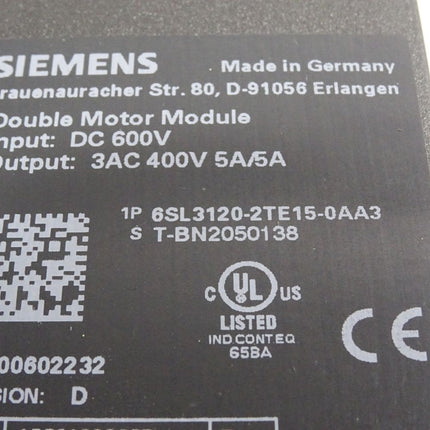 SIEMENS Made in Germany
rauenauracher Str. 80, D-91056 Erlangen
Double Motor Module
nput: DC 600V
Output: 3AC 400V 5A/5A
1P 6SL3120-2TE15-0AA3
S T-BN2050138
C UL US
LISTED
IND CONT EQ
65BA
CE
00602232
SION: D